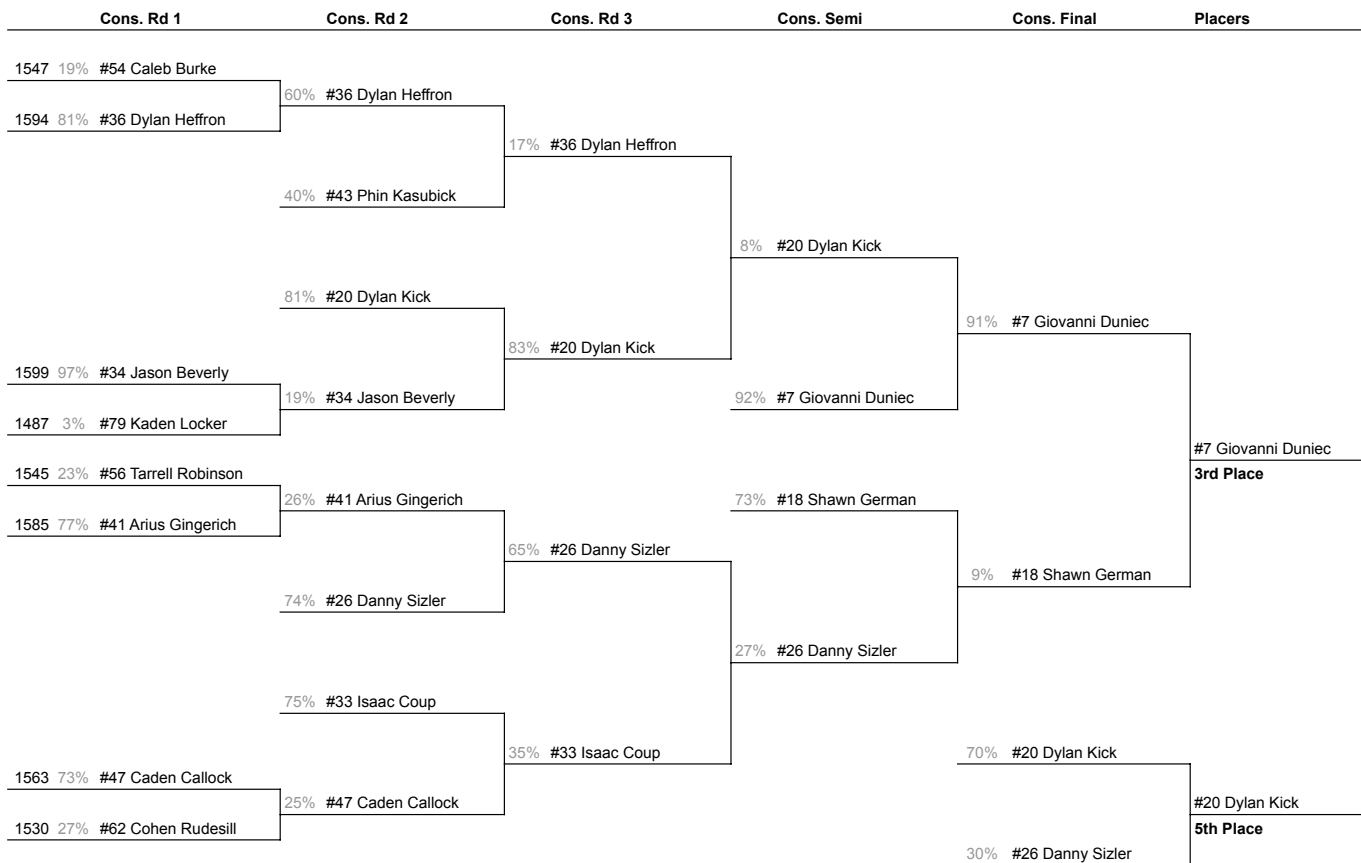 Cons. Rd 1 Cons. Rd 2 Cons. Rd 3 Cons. Semi Cons. Final Placers
1547 19% #54 Caleb Burke
60% #36 Dylan Heffron
1594 81% #36 Dylan Heffron
17% #36 Dylan Heffron
40% #43 Phin Kasubick
8% #20 Dylan Kick
81% #20 Dylan Kick
91% #7 Giovanni Duniec
83% #20 Dylan Kick
1599 97% #34 Jason Beverly
19% #34 Jason Beverly
92% #7 Giovanni Duniec
1487 3% #79 Kaden Locker
#7 Giovanni Duniec
3rd Place
1545 23% #56 Tarrell Robinson
26% #41 Arius Gingerich
73% #18 Shawn German
1585 77% #41 Arius Gingerich
65% #26 Danny Sizler
9% #18 Shawn German
74% #26 Danny Sizler
27% #26 Danny Sizler
75% #33 Isaac Coup
35% #33 Isaac Coup
70% #20 Dylan Kick
1563 73% #47 Caden Callock
25% #47 Caden Callock
#20 Dylan Kick
5th Place
1530 27% #62 Cohen Rudesill
30% #26 Danny Sizler